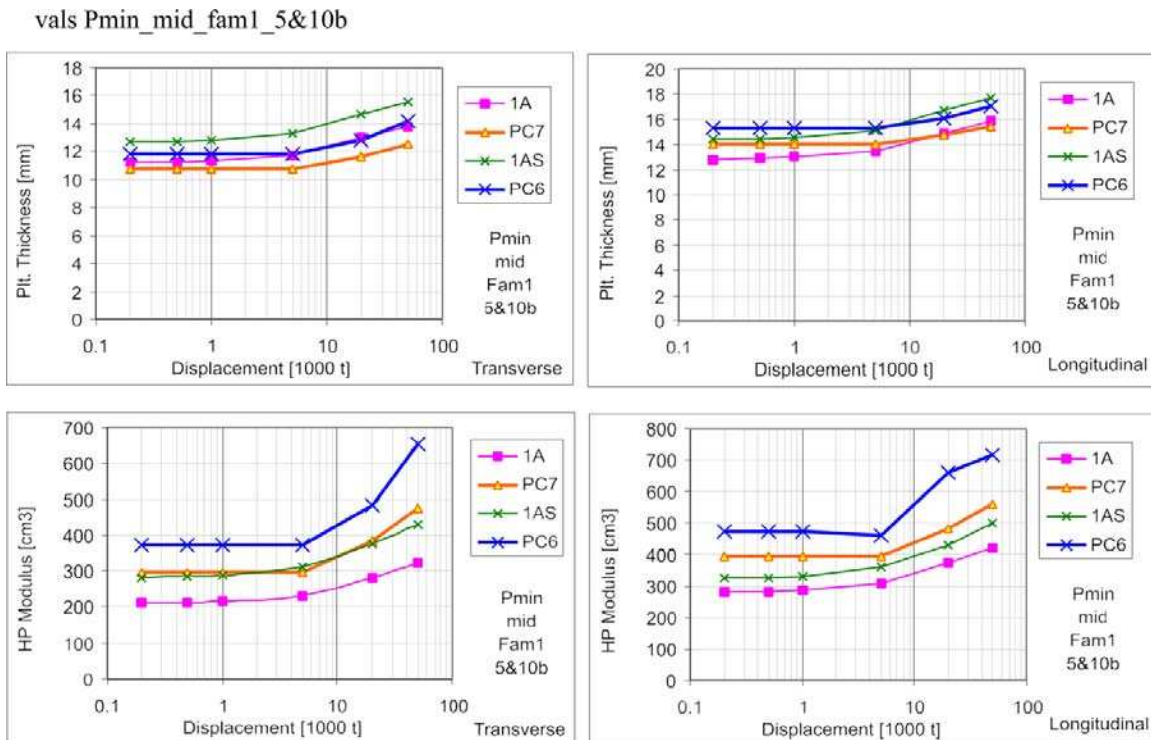 vals Pmin_mid_fam1_5&10b
18
16
14
12
10
8
6
4
2
0
Plt. Thickness [mm]
0.1
1
10
100
Displacement [1000 t]
Transverse
1A
PC7
1AS
PC6
Pmin
mid
Fam1
5&10b
20
18
16
14
12
10
8
6
4
2
0
Plt. Thickness [mm]
0.1
1
10
100
Displacement [1000 t]
Longitudinal
1A
PC7
1AS
PC6
Pmin
mid
Fam1
5&10b
700
600
500
400
300
200
100
0
HP Modulus [cm3]
0.1
1
10
100
Displacement [1000 t]
Transverse
1A
PC7
1AS
PC6
Pmin
mid
Fam1
5&10b
800
700
600
500
400
300
200
100
0
HP Modulus [cm3]
0.1
1
10
100
Displacement [1000 t]
Longitudinal
1A
PC7
1AS
PC6
Pmin
mid
Fam1
5&10b